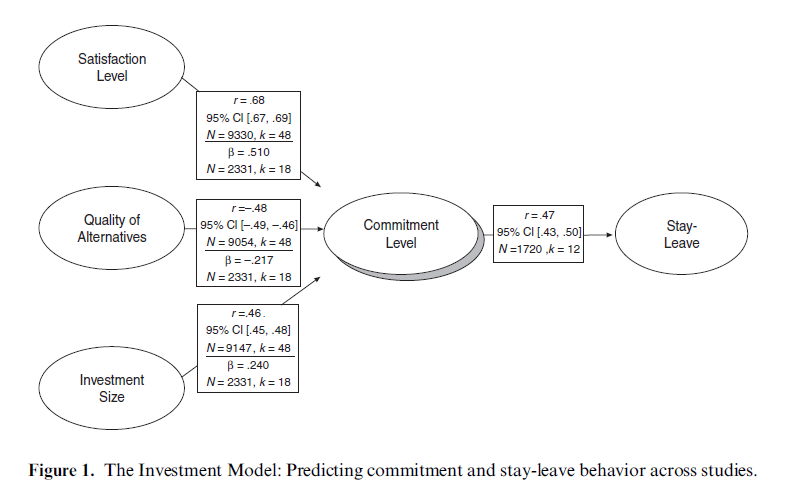 Satisfaction
Level
r = .68
95% CI [.67, .69]
N = 9330, k = 48
β = .510
N = 2331, k = 18
Quality of
Alternatives
r =–.48
95% CI [–.49, –.46]
N = 9054, k = 48
β = –.217
N = 2331, k = 18
Commitment
Level
r = .47
95% CI [.43, .50]
N =1720 ,k = 12
Stay-
Leave
Investment
Size
r =.46 .
95% CI [.45, .48]
N = 9147, k = 48
β = .240
N = 2331, k = 18
Figure 1. The Investment Model: Predicting commitment and stay-leave behavior across studies.